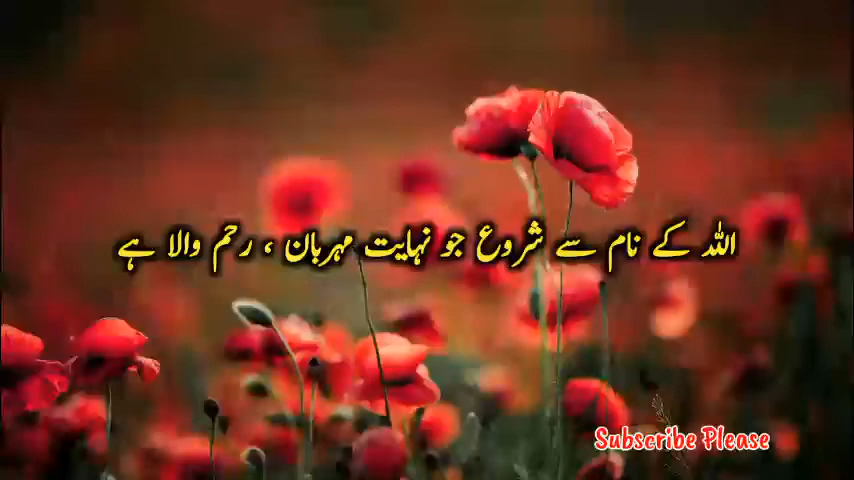 اللہ کے نام سے شروع جو نہایت مہربان ، رحم والا ہے
Subscribe Please